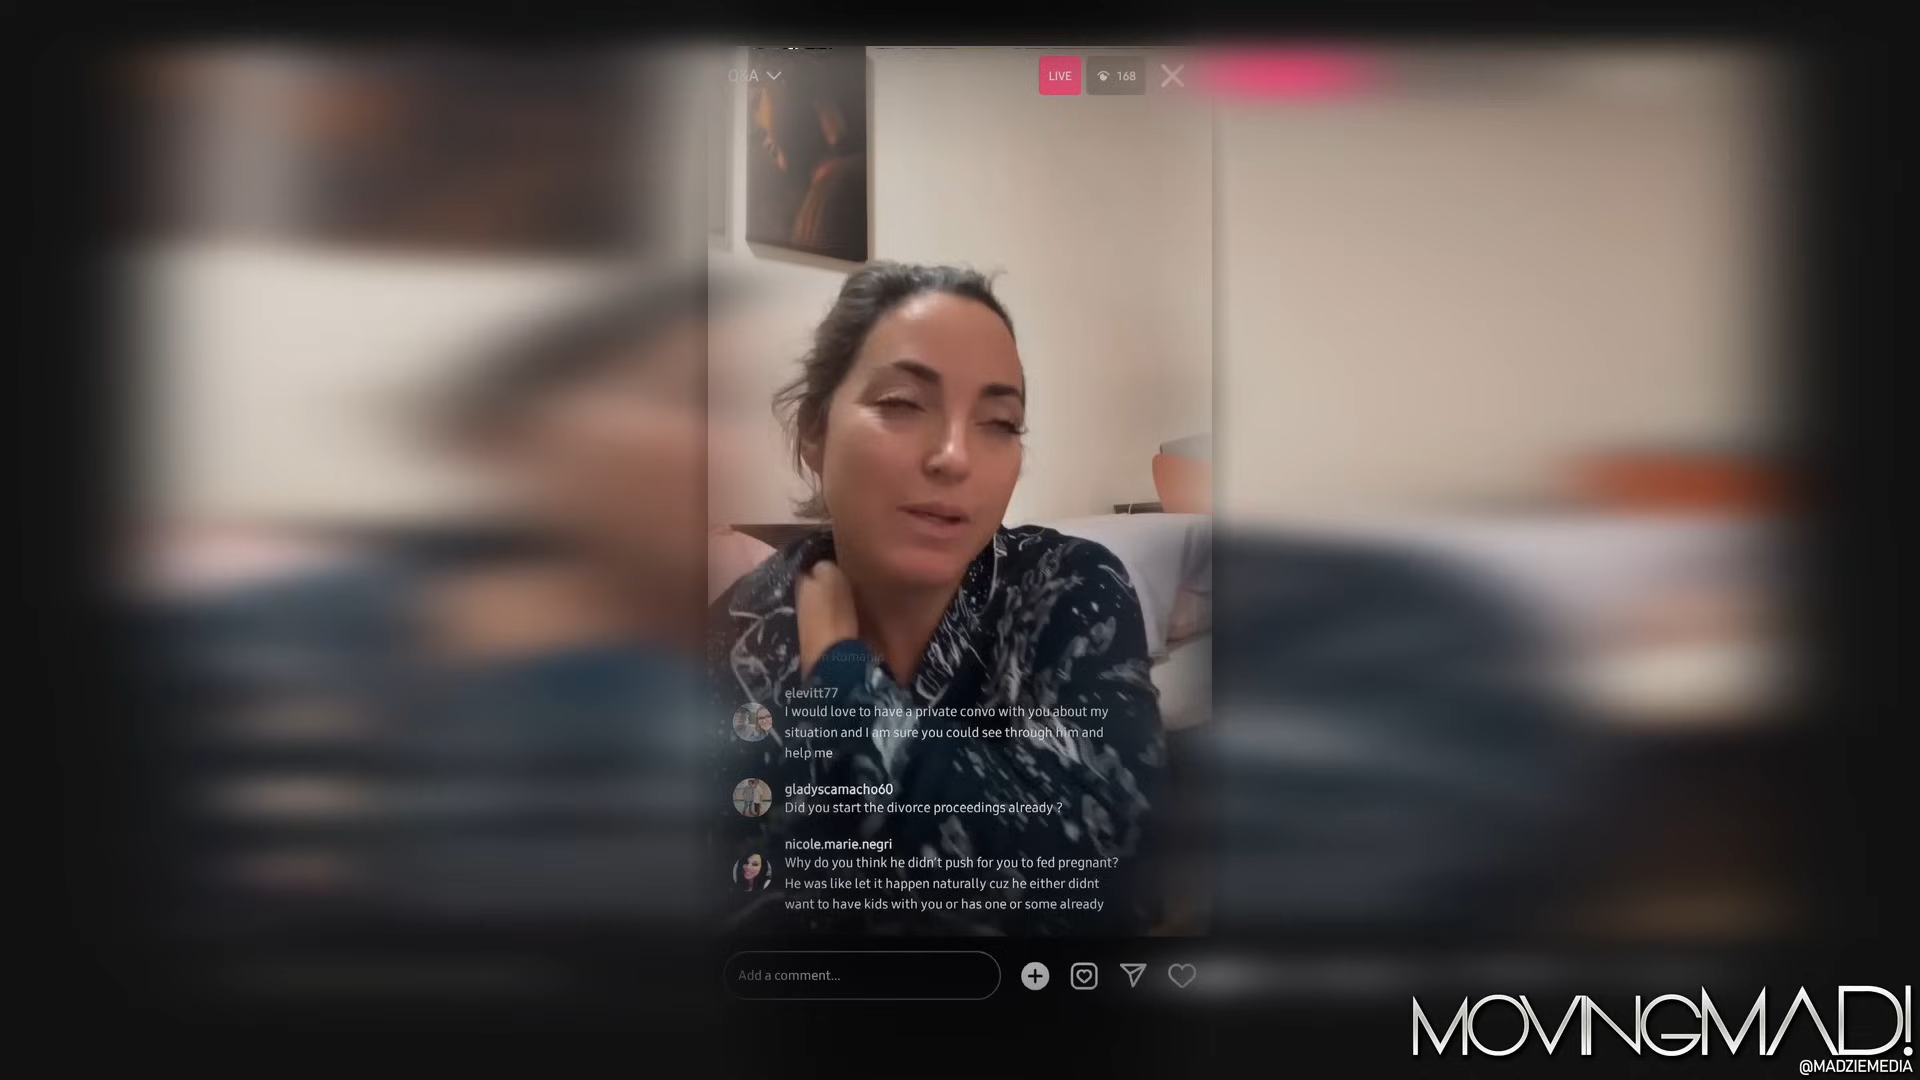 Q&A
LIVE
168
Romania
elevitt77
I would love to have a private convo with you about my
situation and I am sure you could see through him and
help me
gladyscamacho60
Did you start the divorce proceedings already ?
nicole.marie.negri
Why do you think he didn't push for you to fed pregnant?
He was like let it happen naturally cuz he either didnt
want to have kids with you or has one or some already
Add a comment...
MOVINGMAD!
@MADZIEMEDIA